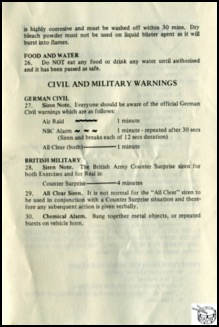 is highly corrosive and must be washed off within 30 mins. Dry
bleach powder must not be used on liquid blister agent as it will
burst into flames.
FOOD AND WATER
26. Do NOT eat any food or drink any water until authorised
and it has been passed as safe.
CIVIL AND MILITARY WARNINGS
GERMAN CIVIL
27. Siren Note. Everyone should be aware of the official German
Civil warnings which are as follows:
Air Raid 1 minute
NBC Alarm 1 minute - repeated after 30 secs
(Siren and breaks each of 12 secs duration)
All Clear (both) 1 minute
BRITISH MILITARY
28. Siren Note. The British Army Counter Surprise siren for
both Exercises and for Real is:
Counter Surprise 4 minutes
29. All Clear Siren. It is not normal for the "All Clear" siren to
be used in conjunction with a Counter Surprise situation and there-
fore any subsequent action is given verbally.
30. Chemical Alarm. Bang together metal objects, or repeated
bursts on vehicle horn.